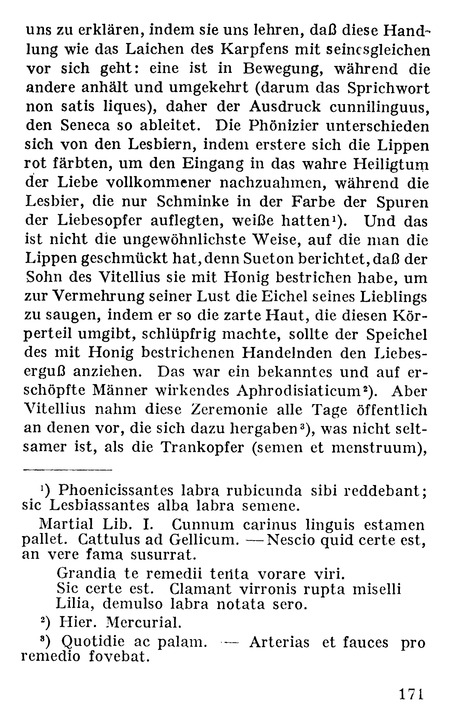 uns zu erklären, indem sie uns lehren, daß diese Hand-
lung wie das Laichen des Karpfens mit seinesgleichen
vor sich geht: eine ist in Bewegung, während die
andere anhält und umgekehrt (darum das Sprichwort
non satis liques), daher der Ausdruck cunnilinguus,
den Seneca so ableitet. Die Phönizier unterschieden
sich von den Lesbiern, indem erstere sich die Lippen
rot färbten, um den Eingang in das wahre Heiligtum
der Liebe vollkommener nachzuahmen, während die
Lesbier, die nur Schminke in der Farbe der Spuren
der Liebesopfer auflegten, weiße hatten¹). Und das
ist nicht die ungewöhnlichste Weise, auf die man die
Lippen geschmückt hat, denn Sueton berichtet, daß der
Sohn des Vitellius sie mit Honig bestrichen habe, um
zur Vermehrung seiner Lust die Eichel seines Lieblings
zu saugen, indem er so die zarte Haut, die diesen Kör-
perteil umgibt, schlüpfrig machte, sollte der Speichel
des mit Honig bestrichenen Handelnden den Liebes-
erguß anziehen. Das war ein bekanntes und auf er-
schöpfte Männer wirkendes Aphrodisiaticum²). Aber
Vitellius nahm diese Zeremonie alle Tage öffentlich
an denen vor, die sich dazu hergaben³), was nicht selt-
samer ist, als die Trankopfer (semen et menstruum),
¹) Phoenicissantes labra rubicunda sibi reddebant;
sic Lesbiassantes alba labra semene.
Martial Lib. I. Cunnum carinus linguis estamen
pallet. Cattulus ad Gellicum. — Nescio quid certe est,
an vere fama susurrat.
Grandia te remedii tenta vorare viri.
Sic certe est. Clamant virronis rupta miselli
Lilia, demulso labra notata sero.
²) Hier. Mercurial.
³) Quotidie ac palam. — Arterias et fauces pro
remedio fovebat.
171